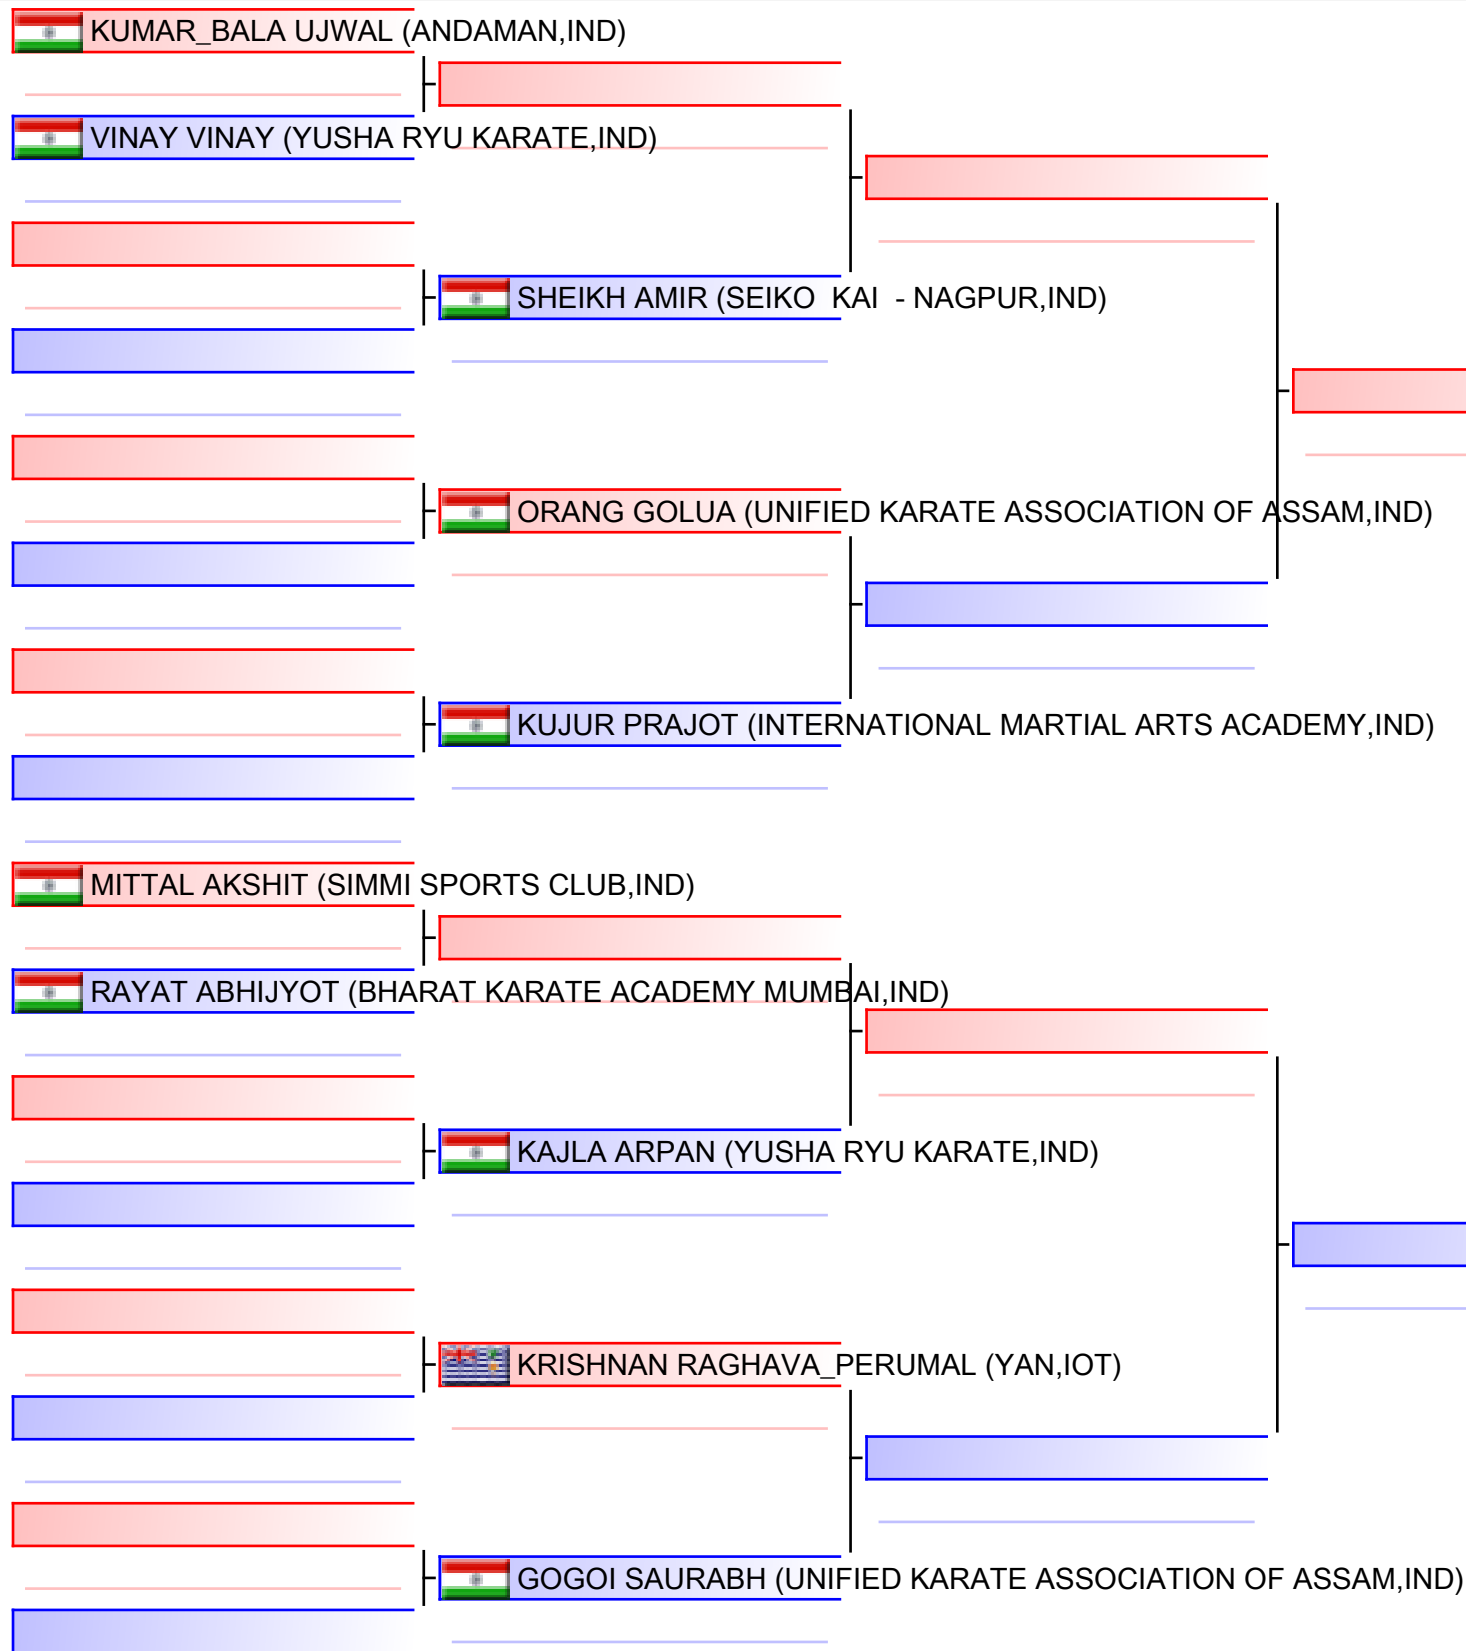 KUMAR_BALA UJWAL (ANDAMAN,IND)
VINAY VINAY (YUSHA RYU KARATE,IND)
SHEIKH AMIR (SEIKO  KAI  - NAGPUR,IND)
ORANG GOLUA (UNIFIED KARATE ASSOCIATION OF ASSAM,IND)
KUJUR PRAJOT (INTERNATIONAL MARTIAL ARTS ACADEMY,IND)
MITTAL AKSHIT (SIMMI SPORTS CLUB,IND)
RAYAT ABHIJYOT (BHARAT KARATE ACADEMY MUMBAI,IND)
KAJLA ARPAN (YUSHA RYU KARATE,IND)
KRISHNAN RAGHAVA_PERUMAL (YAN,IOT)
GOGOI SAURABH (UNIFIED KARATE ASSOCIATION OF ASSAM,IND)